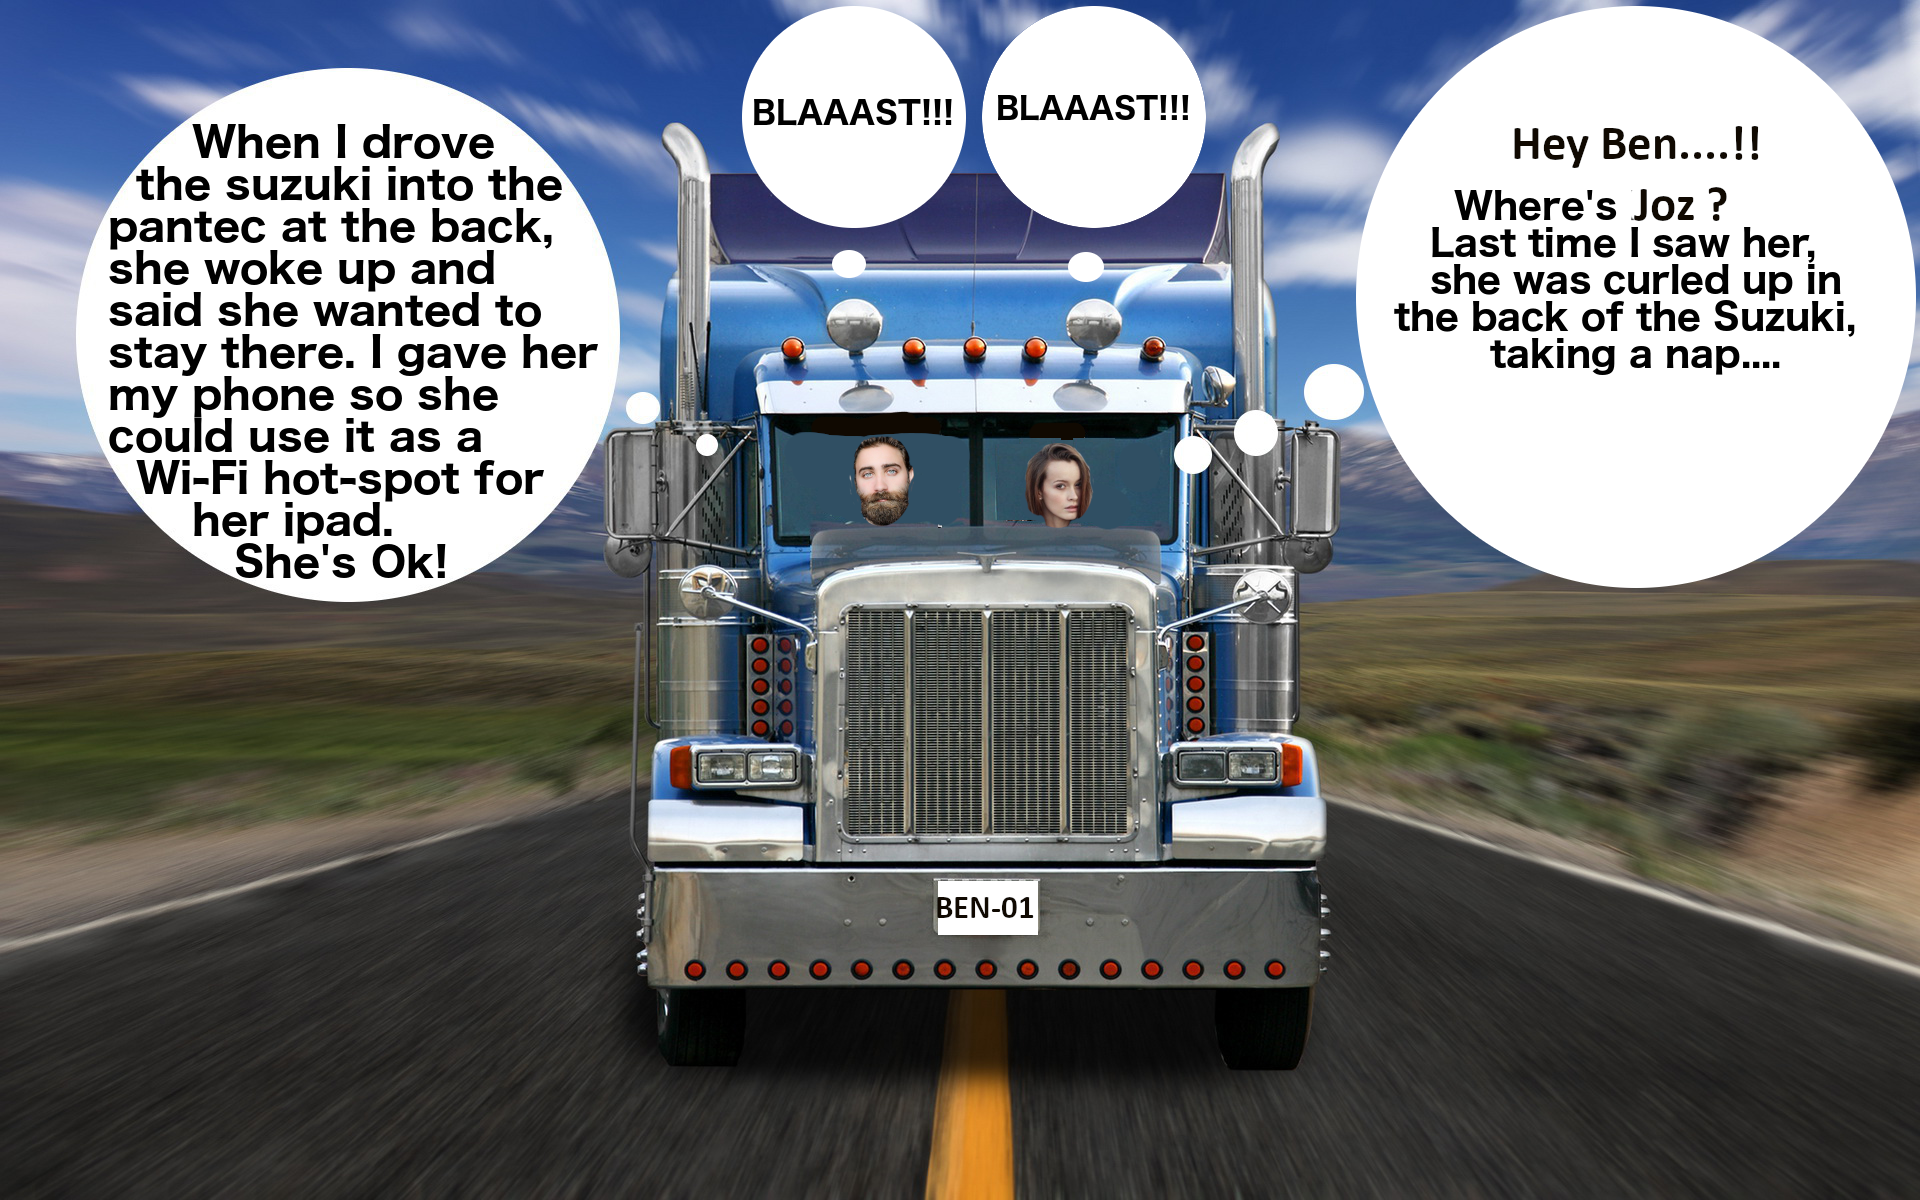 When I drove
the suzuki into the
pantec at the back,
she woke up and
said she wanted to
stay there. I gave her
my phone so she
could use it as a
Wi-Fi hot-spot for
her ipad.
She's Ok!
BLAAAST!!!
BLAAAST!!!
Hey Ben....!!
Where's Joz ?
Last time I saw her,
she was curled up in
the back of the Suzuki,
taking a nap....
BEN-01